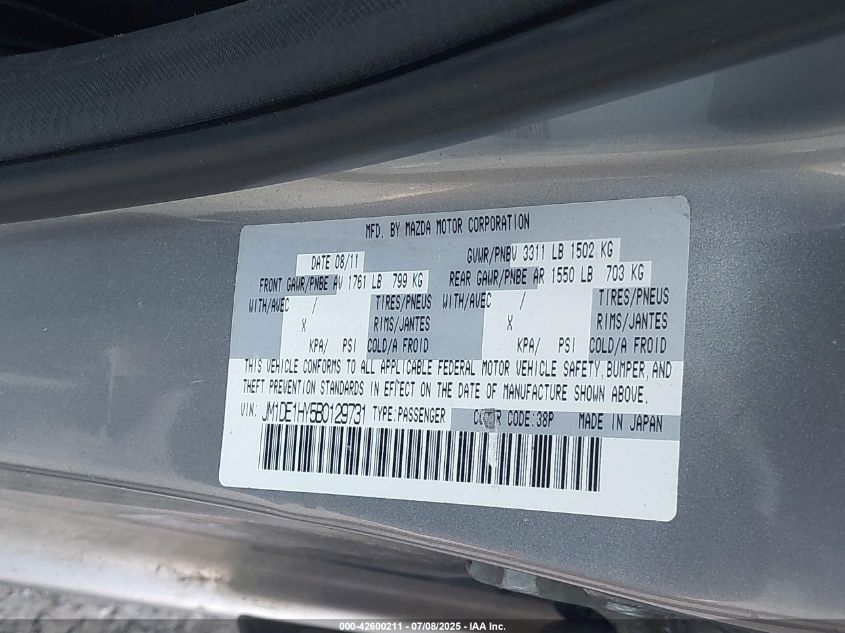 MFD. BY MAZDA MOTOR CORPORATION
DATE 08/11 GVWR/PNBV 3311 LB 1502 KG
FRONT GAWR/PNBE AV 1761 LB 799 KG REAR GAWR/PNBE AR 1550 LB 703 KG
WITH/AVEC / TIRES/PNEUS WITH/AVEC / TIRES/PNEUS
X RIMS/JANTES X RIMS/JANTES
KPA/ PSI COLD/A FROID KPA/ PSI COLD/A FROID
THIS VEHICLE CONFORMS TO ALL APPLICABLE FEDERAL MOTOR VEHICLE SAFETY, BUMPER, AND
THEFT PREVENTION STANDARDS IN EFFECT ON THE DATE OF MANUFACTURE SHOWN ABOVE.
VIN: JM1DE1HY5B0129731 TYPE:PASSENGER COLOR CODE:38P MADE IN JAPAN
000-42600211 - 07/08/2025 - IAA Inc.